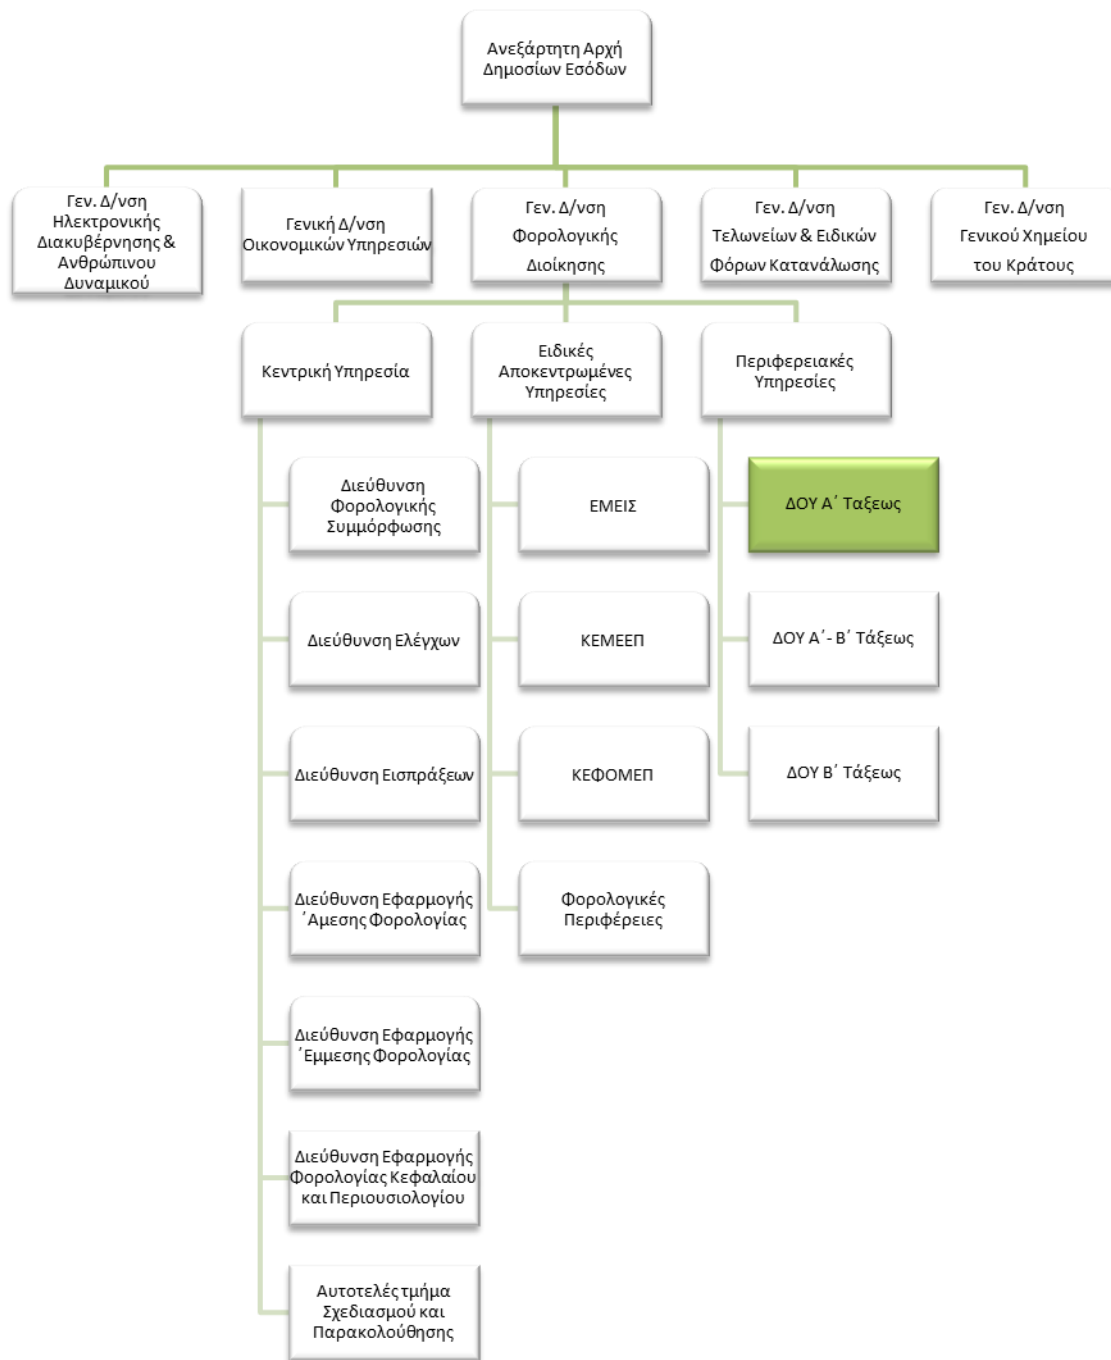 Ανεξάρτητη Αρχή
Δημοσίων Εσόδων
Γεν. Δ/νση
Ηλεκτρονικής
Διακυβέρνησης &
Ανθρώπινου
Δυναμικού
Γενική Δ/νση
Οικονομικών Υπηρεσιών
Γεν. Δ/νση
Φορολογικής
Διοίκησης
Γεν. Δ/νση
Τελωνείων & Ειδικών
Φόρων Κατανάλωσης
Γεν. Δ/νση
Γενικού Χημείου
του Κράτους
Κεντρική Υπηρεσία
Ειδικές
Αποκεντρωμένες
Υπηρεσίες
Περιφερειακές
Υπηρεσίες
Διεύθυνση
Φορολογικής
Συμμόρφωσης
Διεύθυνση Ελέγχων
Διεύθυνση Εισπράξεων
Διεύθυνση Εφαρμογής
΄Αμεσης Φορολογίας
Διεύθυνση Εφαρμογής
΄Εμμεσης Φορολογίας
Διεύθυνση Εφαρμογής
Φορολογίας Κεφαλαίου
και Περιουσιολογίου
Αυτοτελές τμήμα
Σχεδιασμού και
Παρακολούθησης
ΕΜΕΙΣ
ΚΕΜΕΕΠ
ΚΕΦΟΜΕΠ
Φορολογικές
Περιφέρειες
ΔΟΥ Α΄ Ταξεως
ΔΟΥ Α΄- Β΄ Τάξεως
ΔΟΥ Β΄ Τάξεως